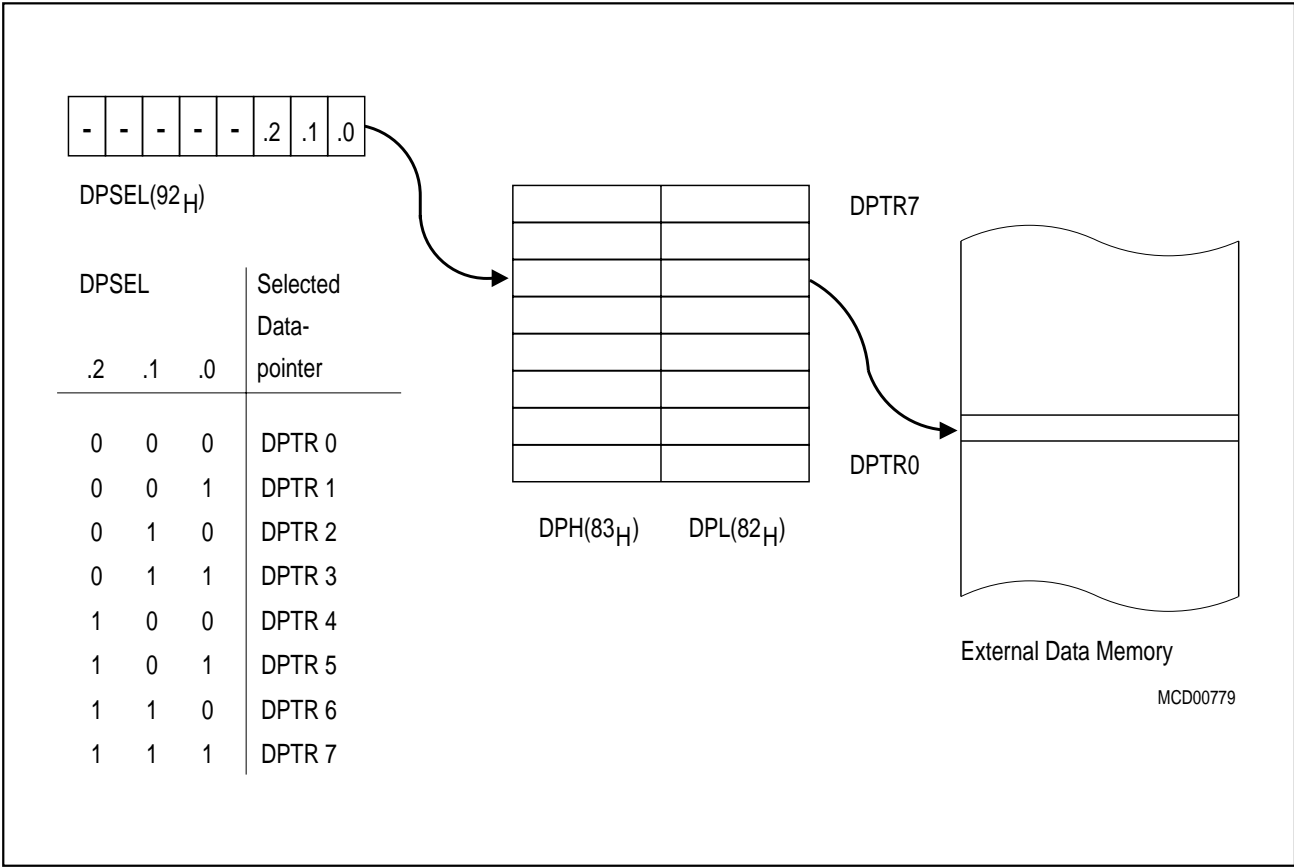 - - - - - .2 .1 .0
DPSEL(92H)
DPSEL
Selected
Data-
.2 .1 .0 pointer
0 0 0 DPTR 0
0 0 1 DPTR 1
0 1 0 DPTR 2
0 1 1 DPTR 3
1 0 0 DPTR 4
1 0 1 DPTR 5
1 1 0 DPTR 6
1 1 1 DPTR 7
DPTR7
DPTR0
DPH(83H) DPL(82H)
External Data Memory
MCD00779